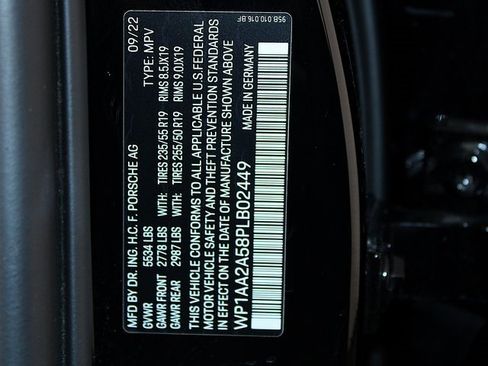 95B.010.016.BF
MFD BY DR. ING. H.C. F. PORSCHE AG 09/22
GVWR 5534 LBS TYPE: MPV
GAWR FRONT 2778 LBS WITH: TIRES 235/55 R19 RIMS 8.5JX19
GAWR REAR 2987 LBS WITH: TIRES 255/50 R19 RIMS 9.0JX19
THIS VEHICLE CONFORMS TO ALL APPLICABLE U.S.FEDERAL
MOTOR VEHICLE SAFETY AND THEFT PREVENTION STANDARDS
IN EFFECT ON THE DATE OF MANUFACTURE SHOWN ABOVE
MADE IN GERMANY
WP1AA2A58PLB02449